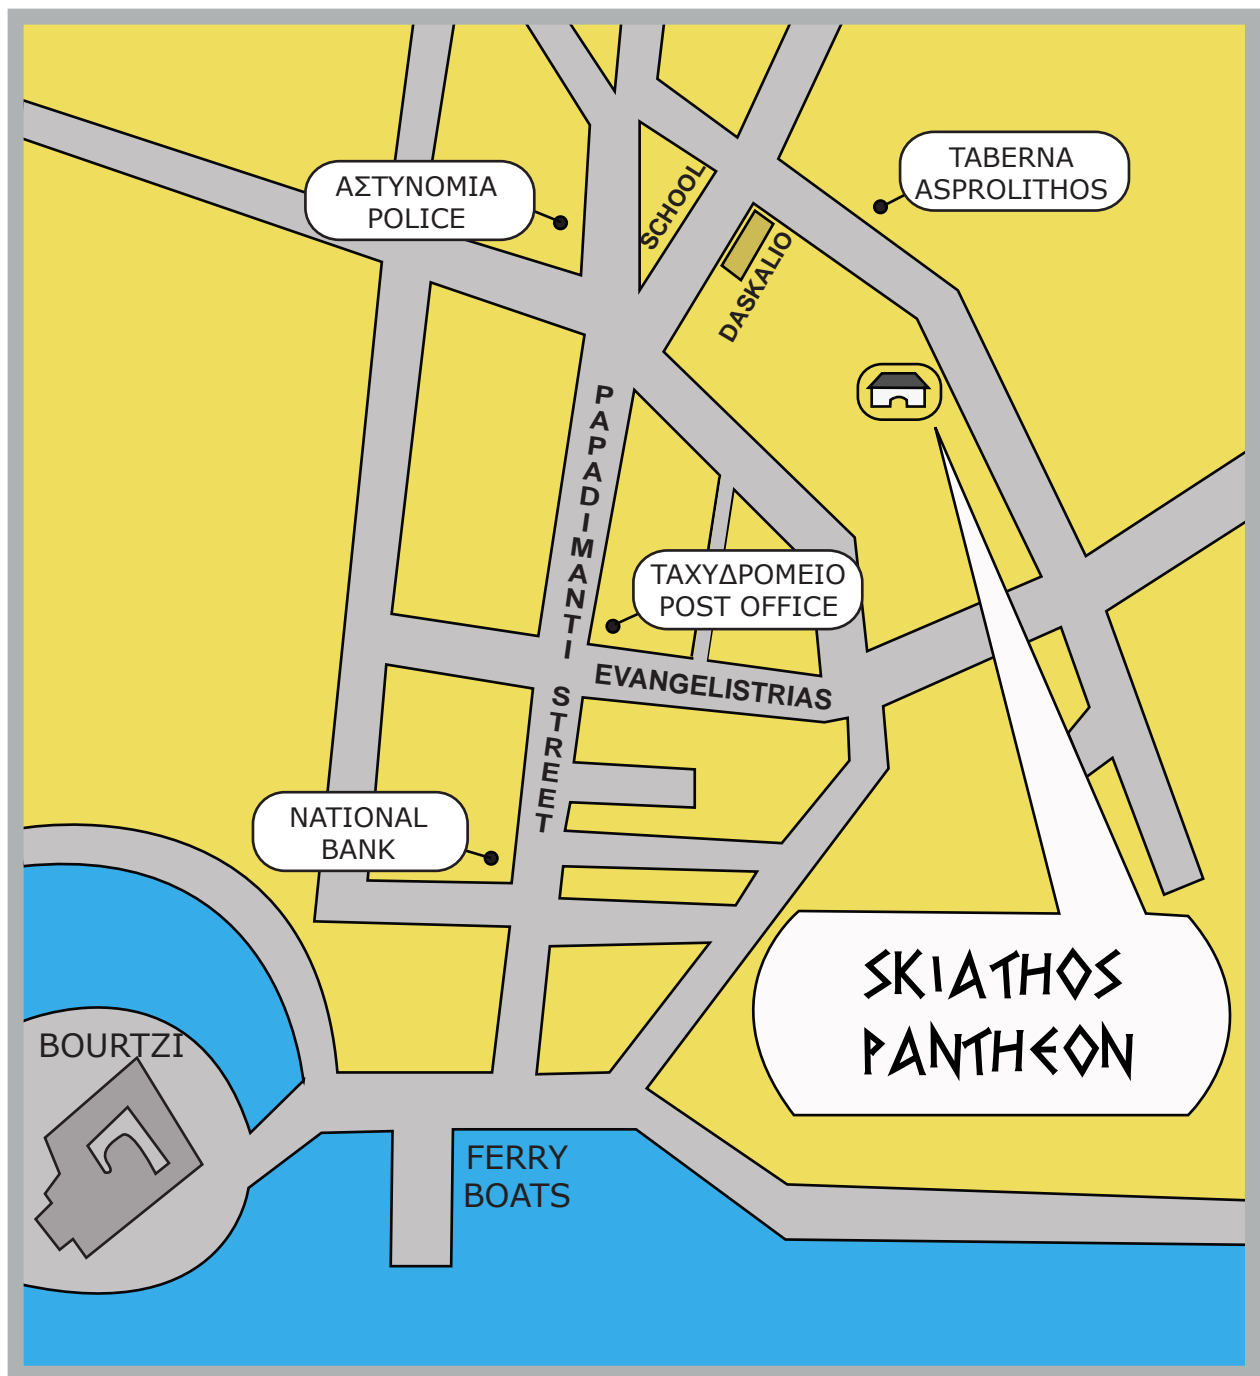 TABERNA
ASPROLITHOS
ΑΣΤΥΝΟΜΙΑ
POLICE
SCHOOL
DASKALIO
PAPADIMANTI STREET
ΤΑΧΥΔΡΟΜΕΙΟ
POST OFFICE
EVANGELISTRIAS
NATIONAL
BANK
SKIATHOS
PANTHEON
BOURTZI
FERRY
BOATS